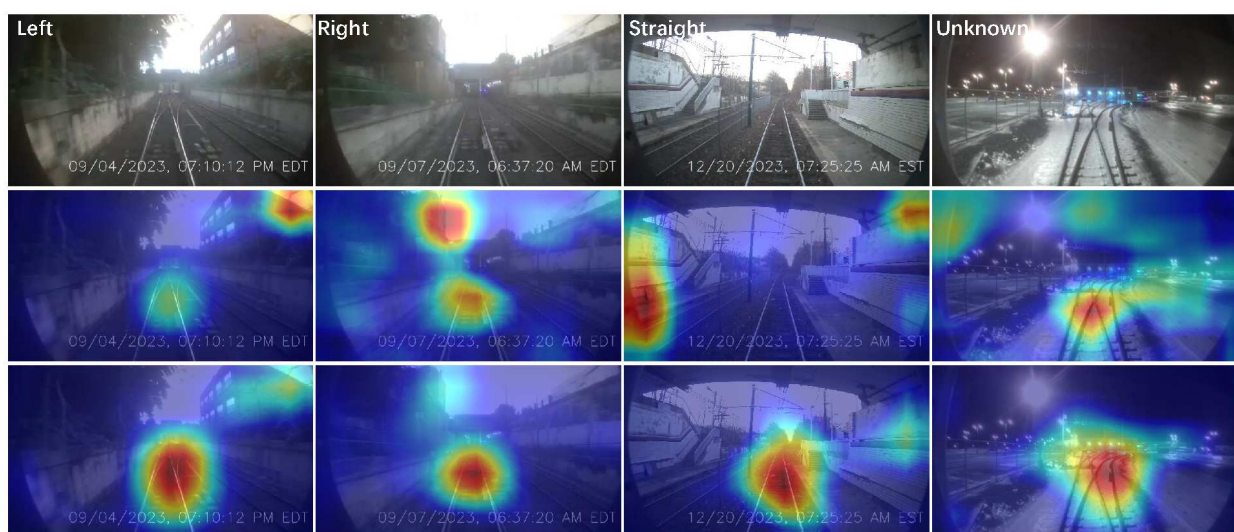 Left
Right
Straight
Unknown
09/04/2023, 07:10:12 PM EDT
09/07/2023, 06:37:20 AM EDT
12/20/2023, 07:25:25 AM EST
09/04/2023, 07:10:12 PM EDT
09/07/2023, 06:37:20 AM EDT
12/20/2023, 07:25:25 AM EST
09/04/2023, 07:10:12 PM EDT
09/07/2023, 06:37:20 AM EDT
12/20/2023, 07:25:25 AM EST